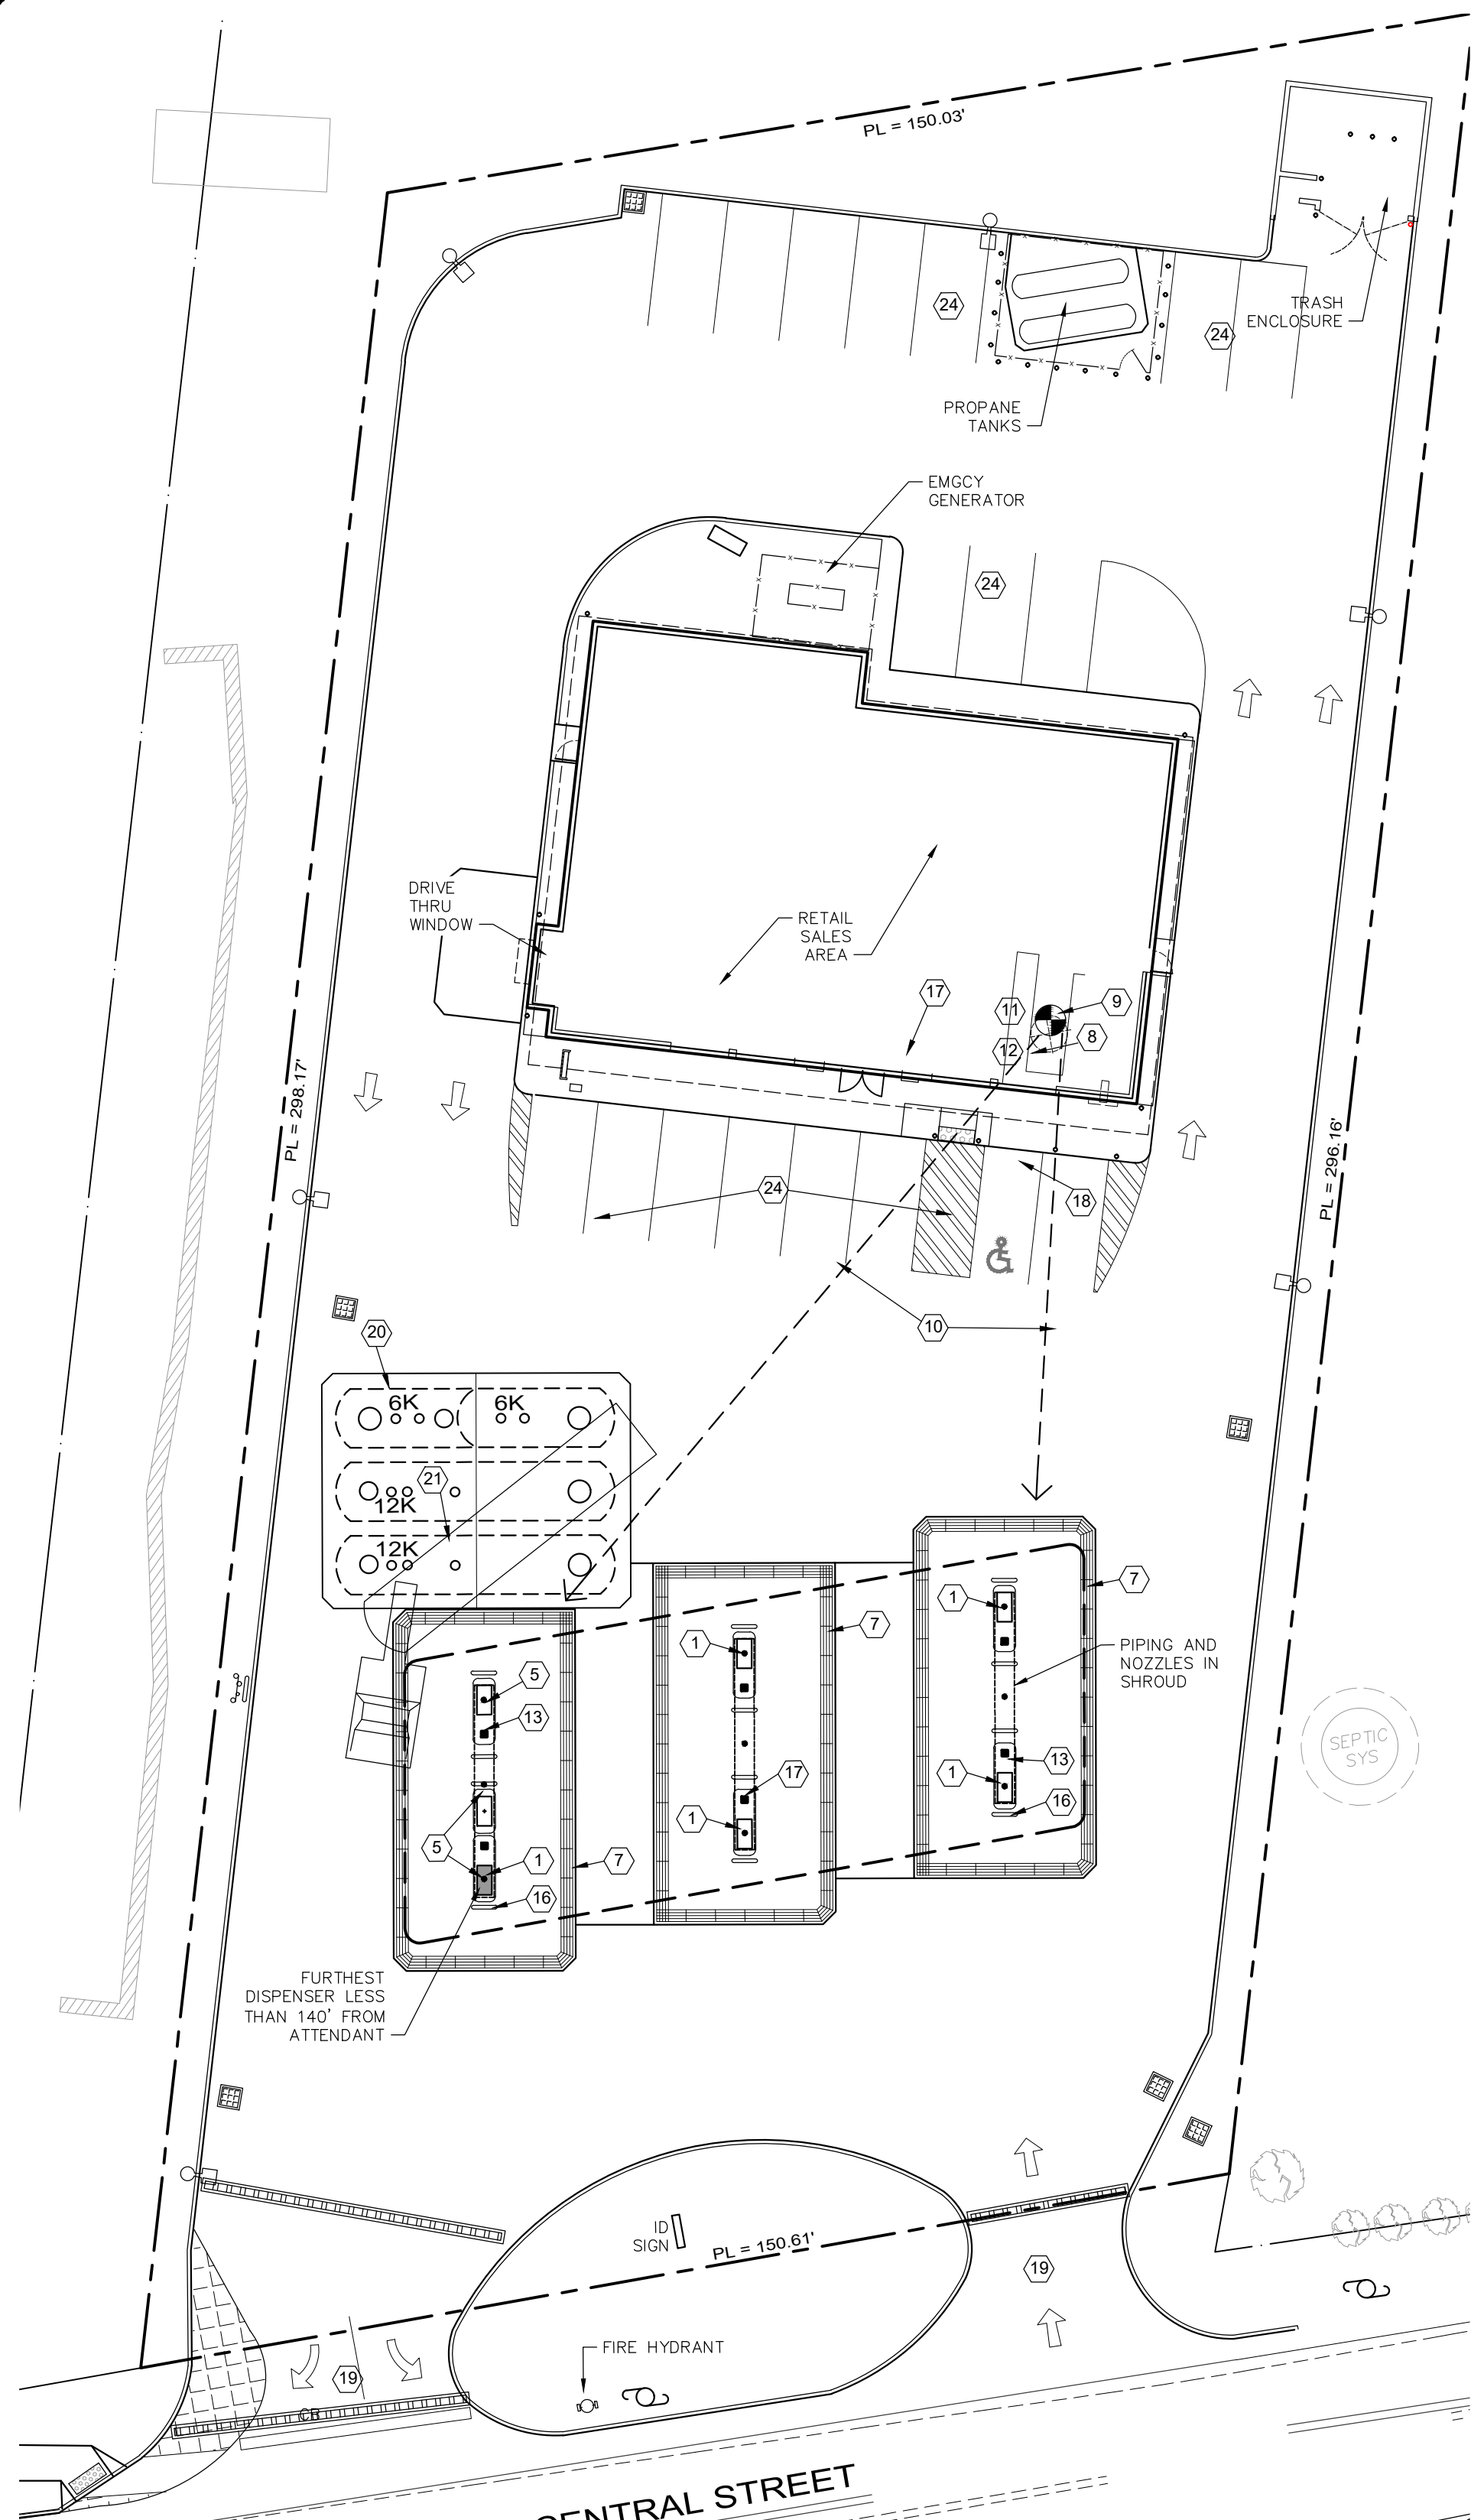 PL = 150.03'
TRASH
ENCLOSURE
24
24
PROPANE
TANKS
EMGCY
GENERATOR
24
DRIVE
THRU
WINDOW
RETAIL
SALES
AREA
17
11
9
12
8
PL = 298.17'
PL = 296.16'
24
18
10
20
6K
6K
21
12K
12K
7
1
7
1
PIPING AND
NOZZLES IN
SHROUD
5
13
SEPTIC
SYS
17
13
1
16
1
5
1
7
16
FURTHEST
DISPENSER LESS
THAN 140' FROM
ATTENDANT
ID
SIGN
PL = 150.61'
19
FIRE HYDRANT
19
CB
CENTRAL STREET